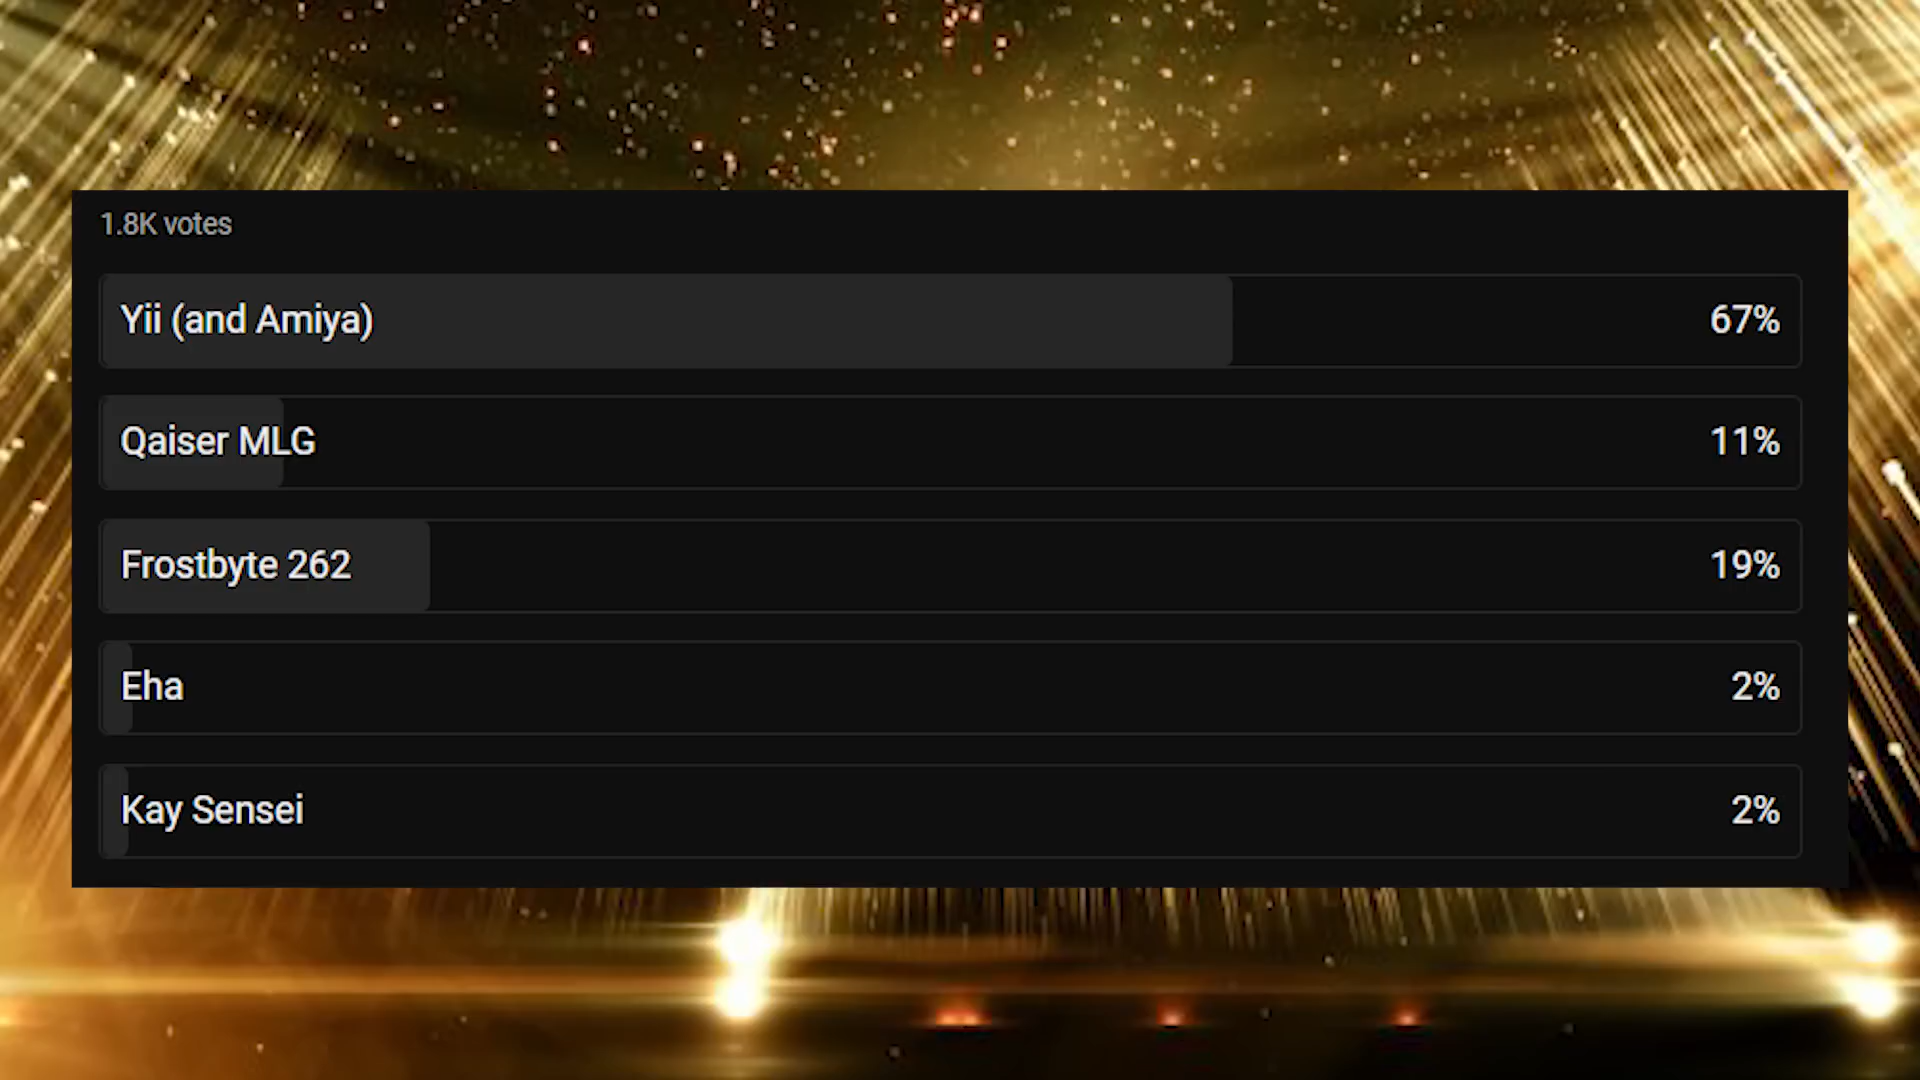 1.8K votes
Yii (and Amiya) 67%
Qaiser MLG 11%
Frostbyte 262 19%
Eha 2%
Kay Sensei 2%